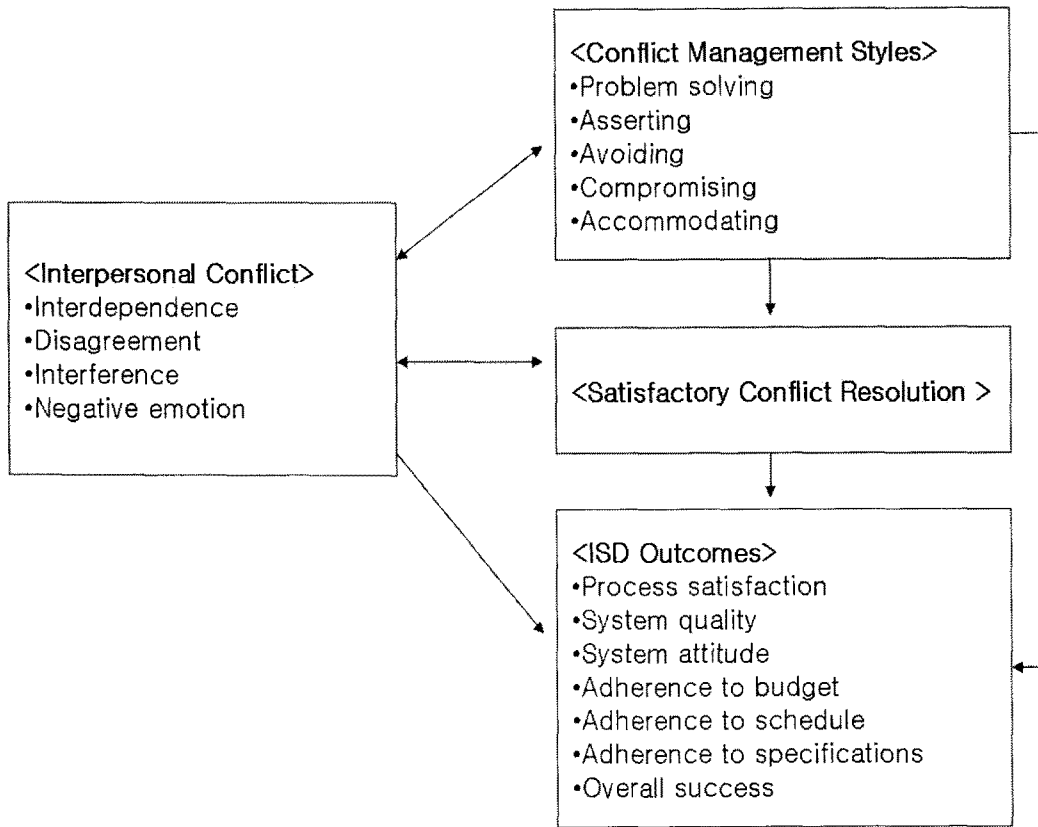 <Conflict Management Styles>
•Problem solving
•Asserting
•Avoiding
•Compromising
•Accommodating
<Interpersonal Conflict>
•Interdependence
•Disagreement
•Interference
•Negative emotion
<Satisfactory Conflict Resolution >
<ISD Outcomes>
•Process satisfaction
•System quality
•System attitude
•Adherence to budget
•Adherence to schedule
•Adherence to specifications
•Overall success